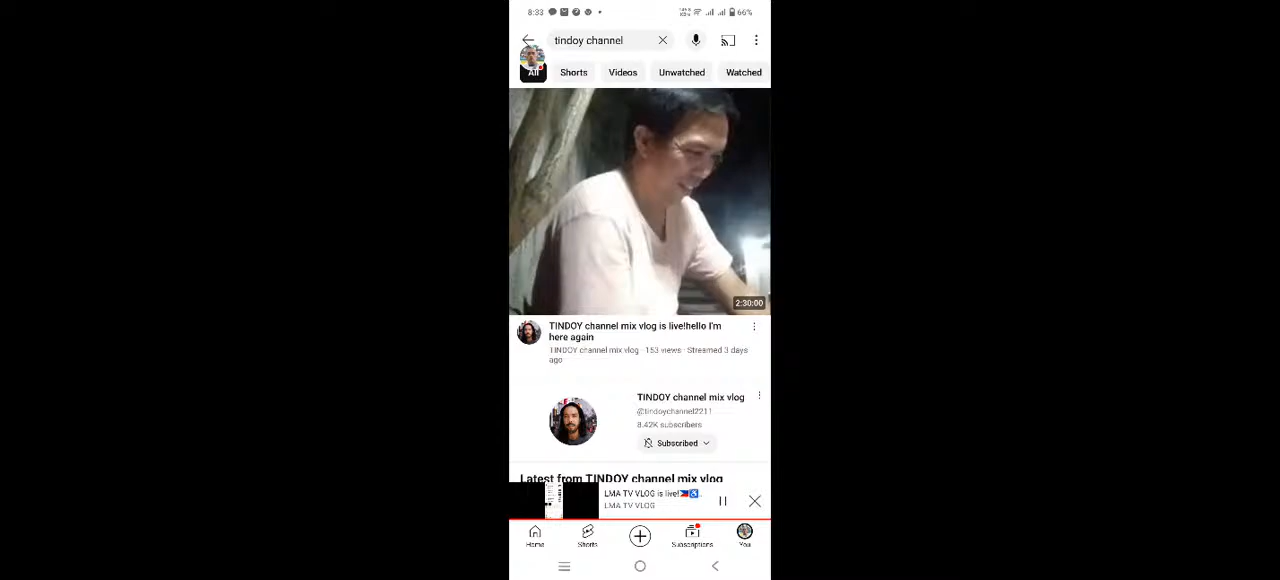 8:33
66%
tindoy channel
All
Shorts
Videos
Unwatched
Watched
2:30:00
TINDOY channel mix vlog is live!hello I'm
here again
TINDOY channel mix vlog · 153 views · Streamed 3 days
ago
TINDOY channel mix vlog
@tindoychannel2211
8.42K subscribers
Subscribed
Latest from TINDOY channel mix vlog
LMA TV VLOG is live!🇵🇭♿.
LMA TV VLOG
Home
Shorts
Subscriptions
You